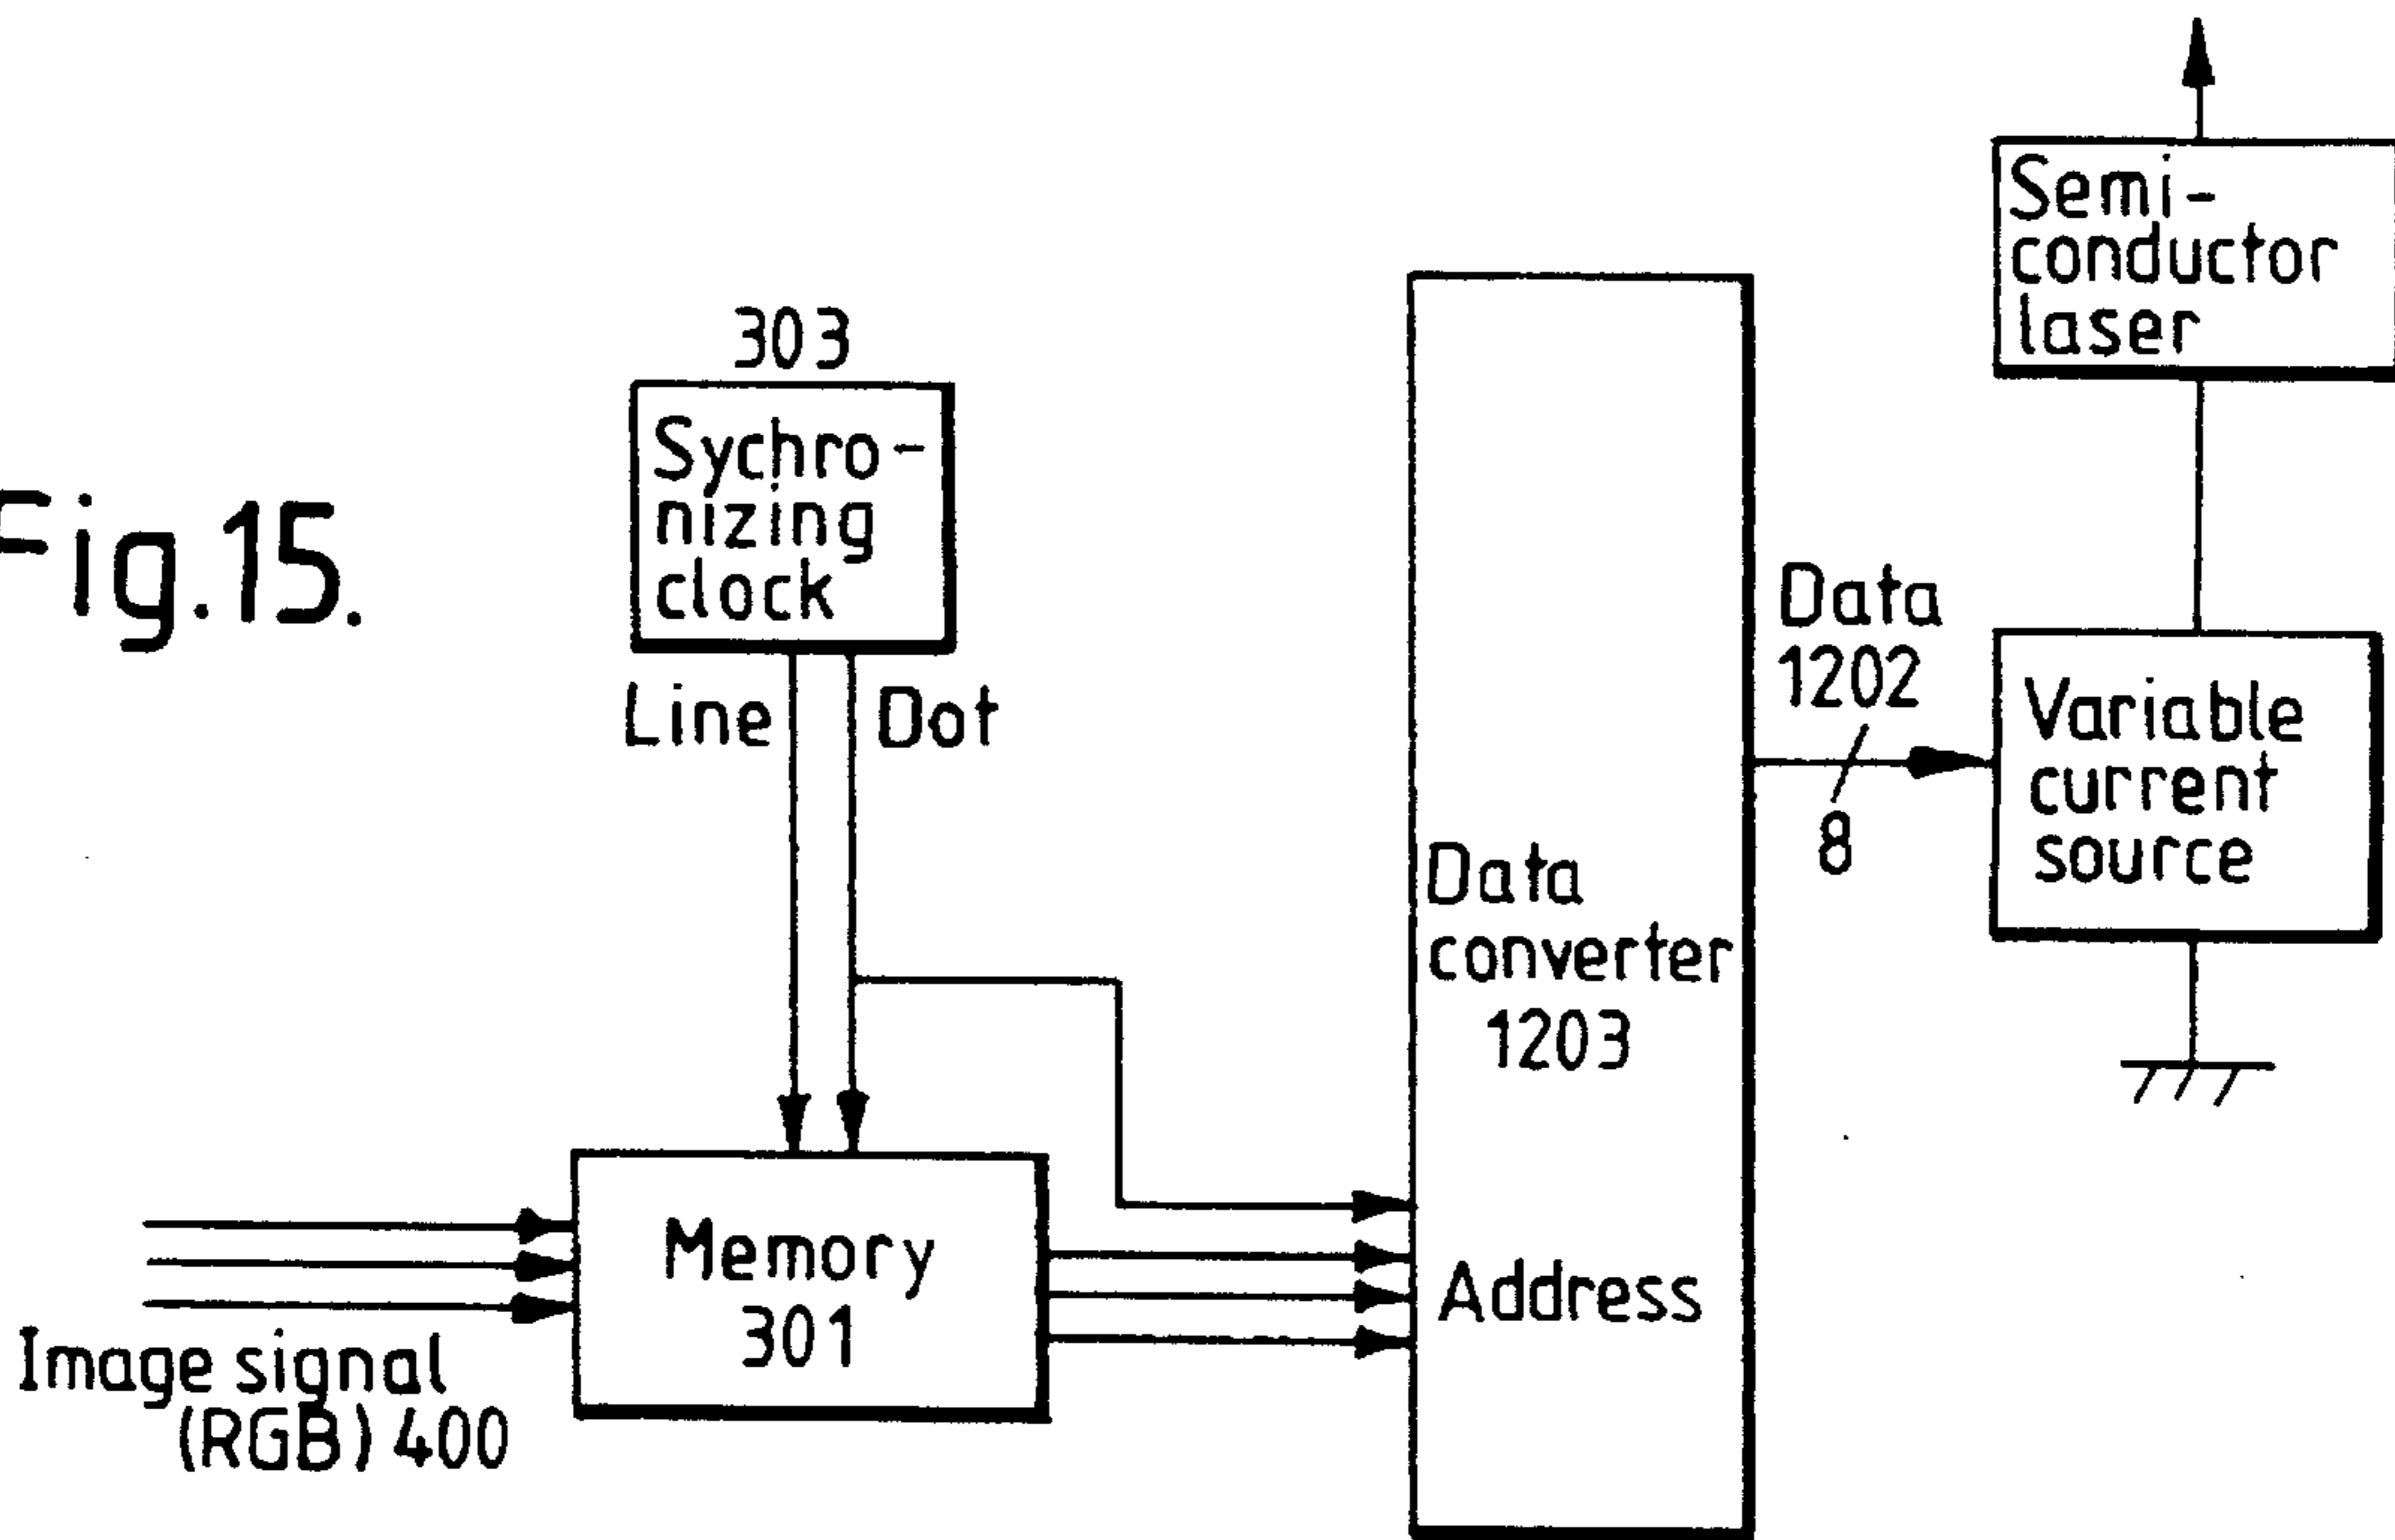 Fig.15.
303
Sychro-
nizing
clock
Line
Dot
Image signal
(RGB) 400
Memory
301
Data
converter
1203
Address
Data
1202
8
Semi-
conductor
laser
Variable
current
source